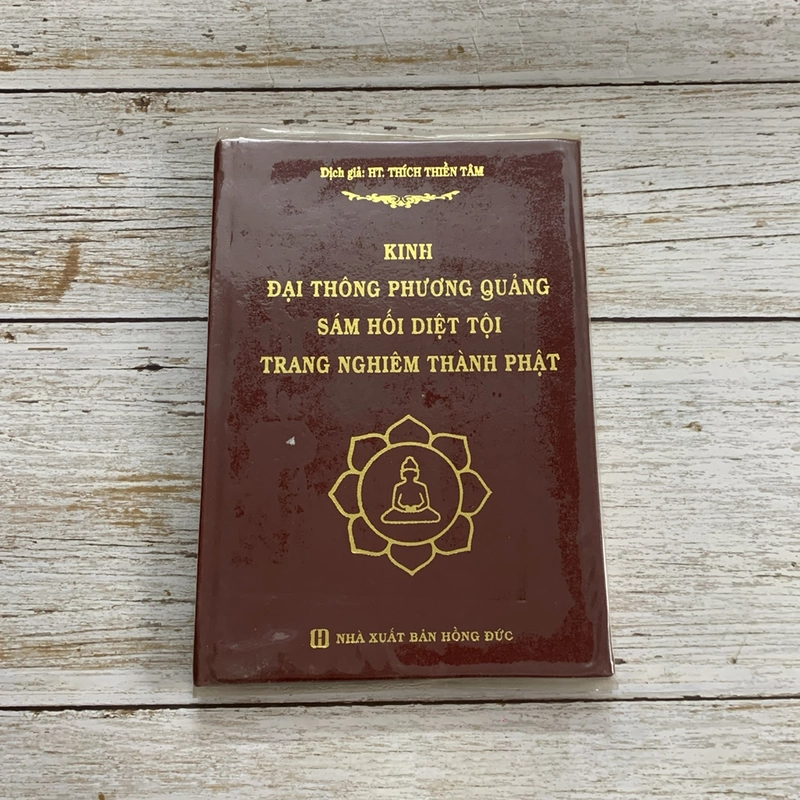 Dịch giả: HT. THÍCH THIỀN TÂM
KINH
ĐẠI THÔNG PHƯƠNG QUẢNG
SÁM HỐI DIỆT TỘI
TRANG NGHIÊM THÀNH PHẬT
H NHÀ XUẤT BẢN HỒNG ĐỨC